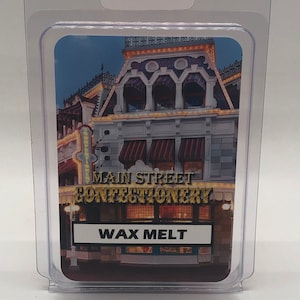 MAIN STREET
CONFECTIONERY
WAX MELT